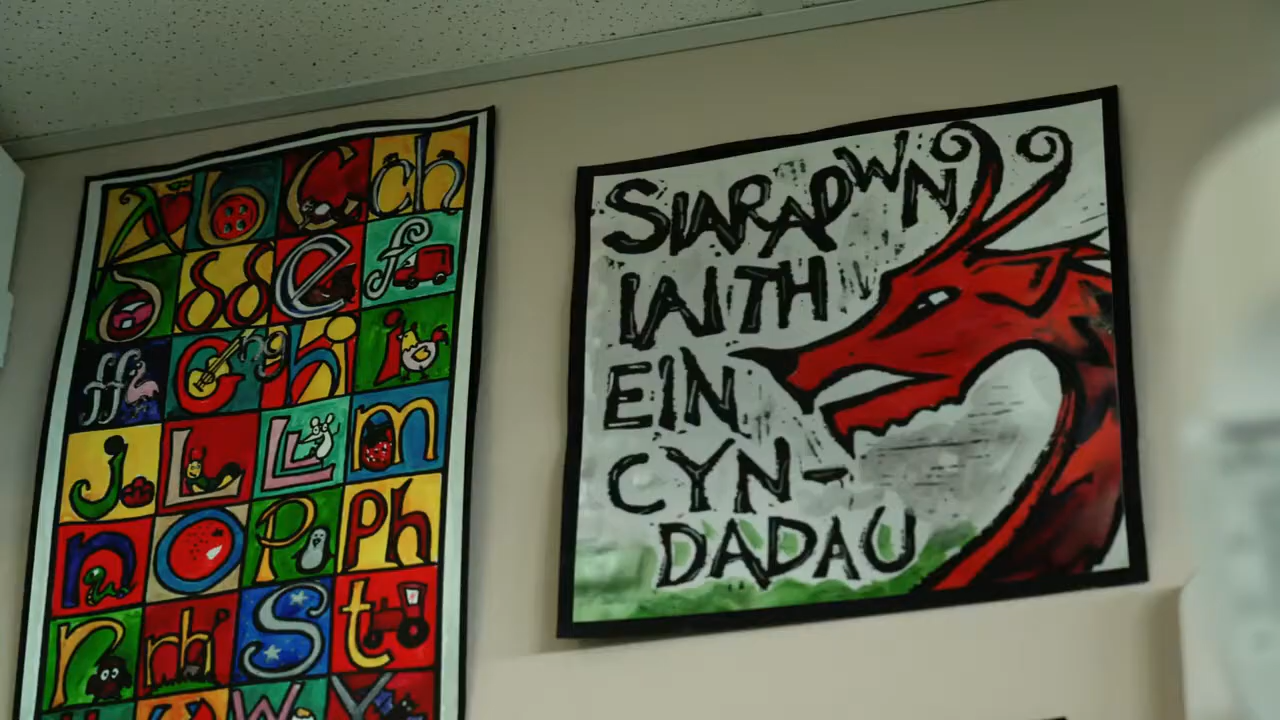 A b C ch
d dd e f
ff G ng h i
J L LL m
n O P Ph
r rh S t
W Y
SIARADWN
IAITH
EIN
CYN-
DADAU